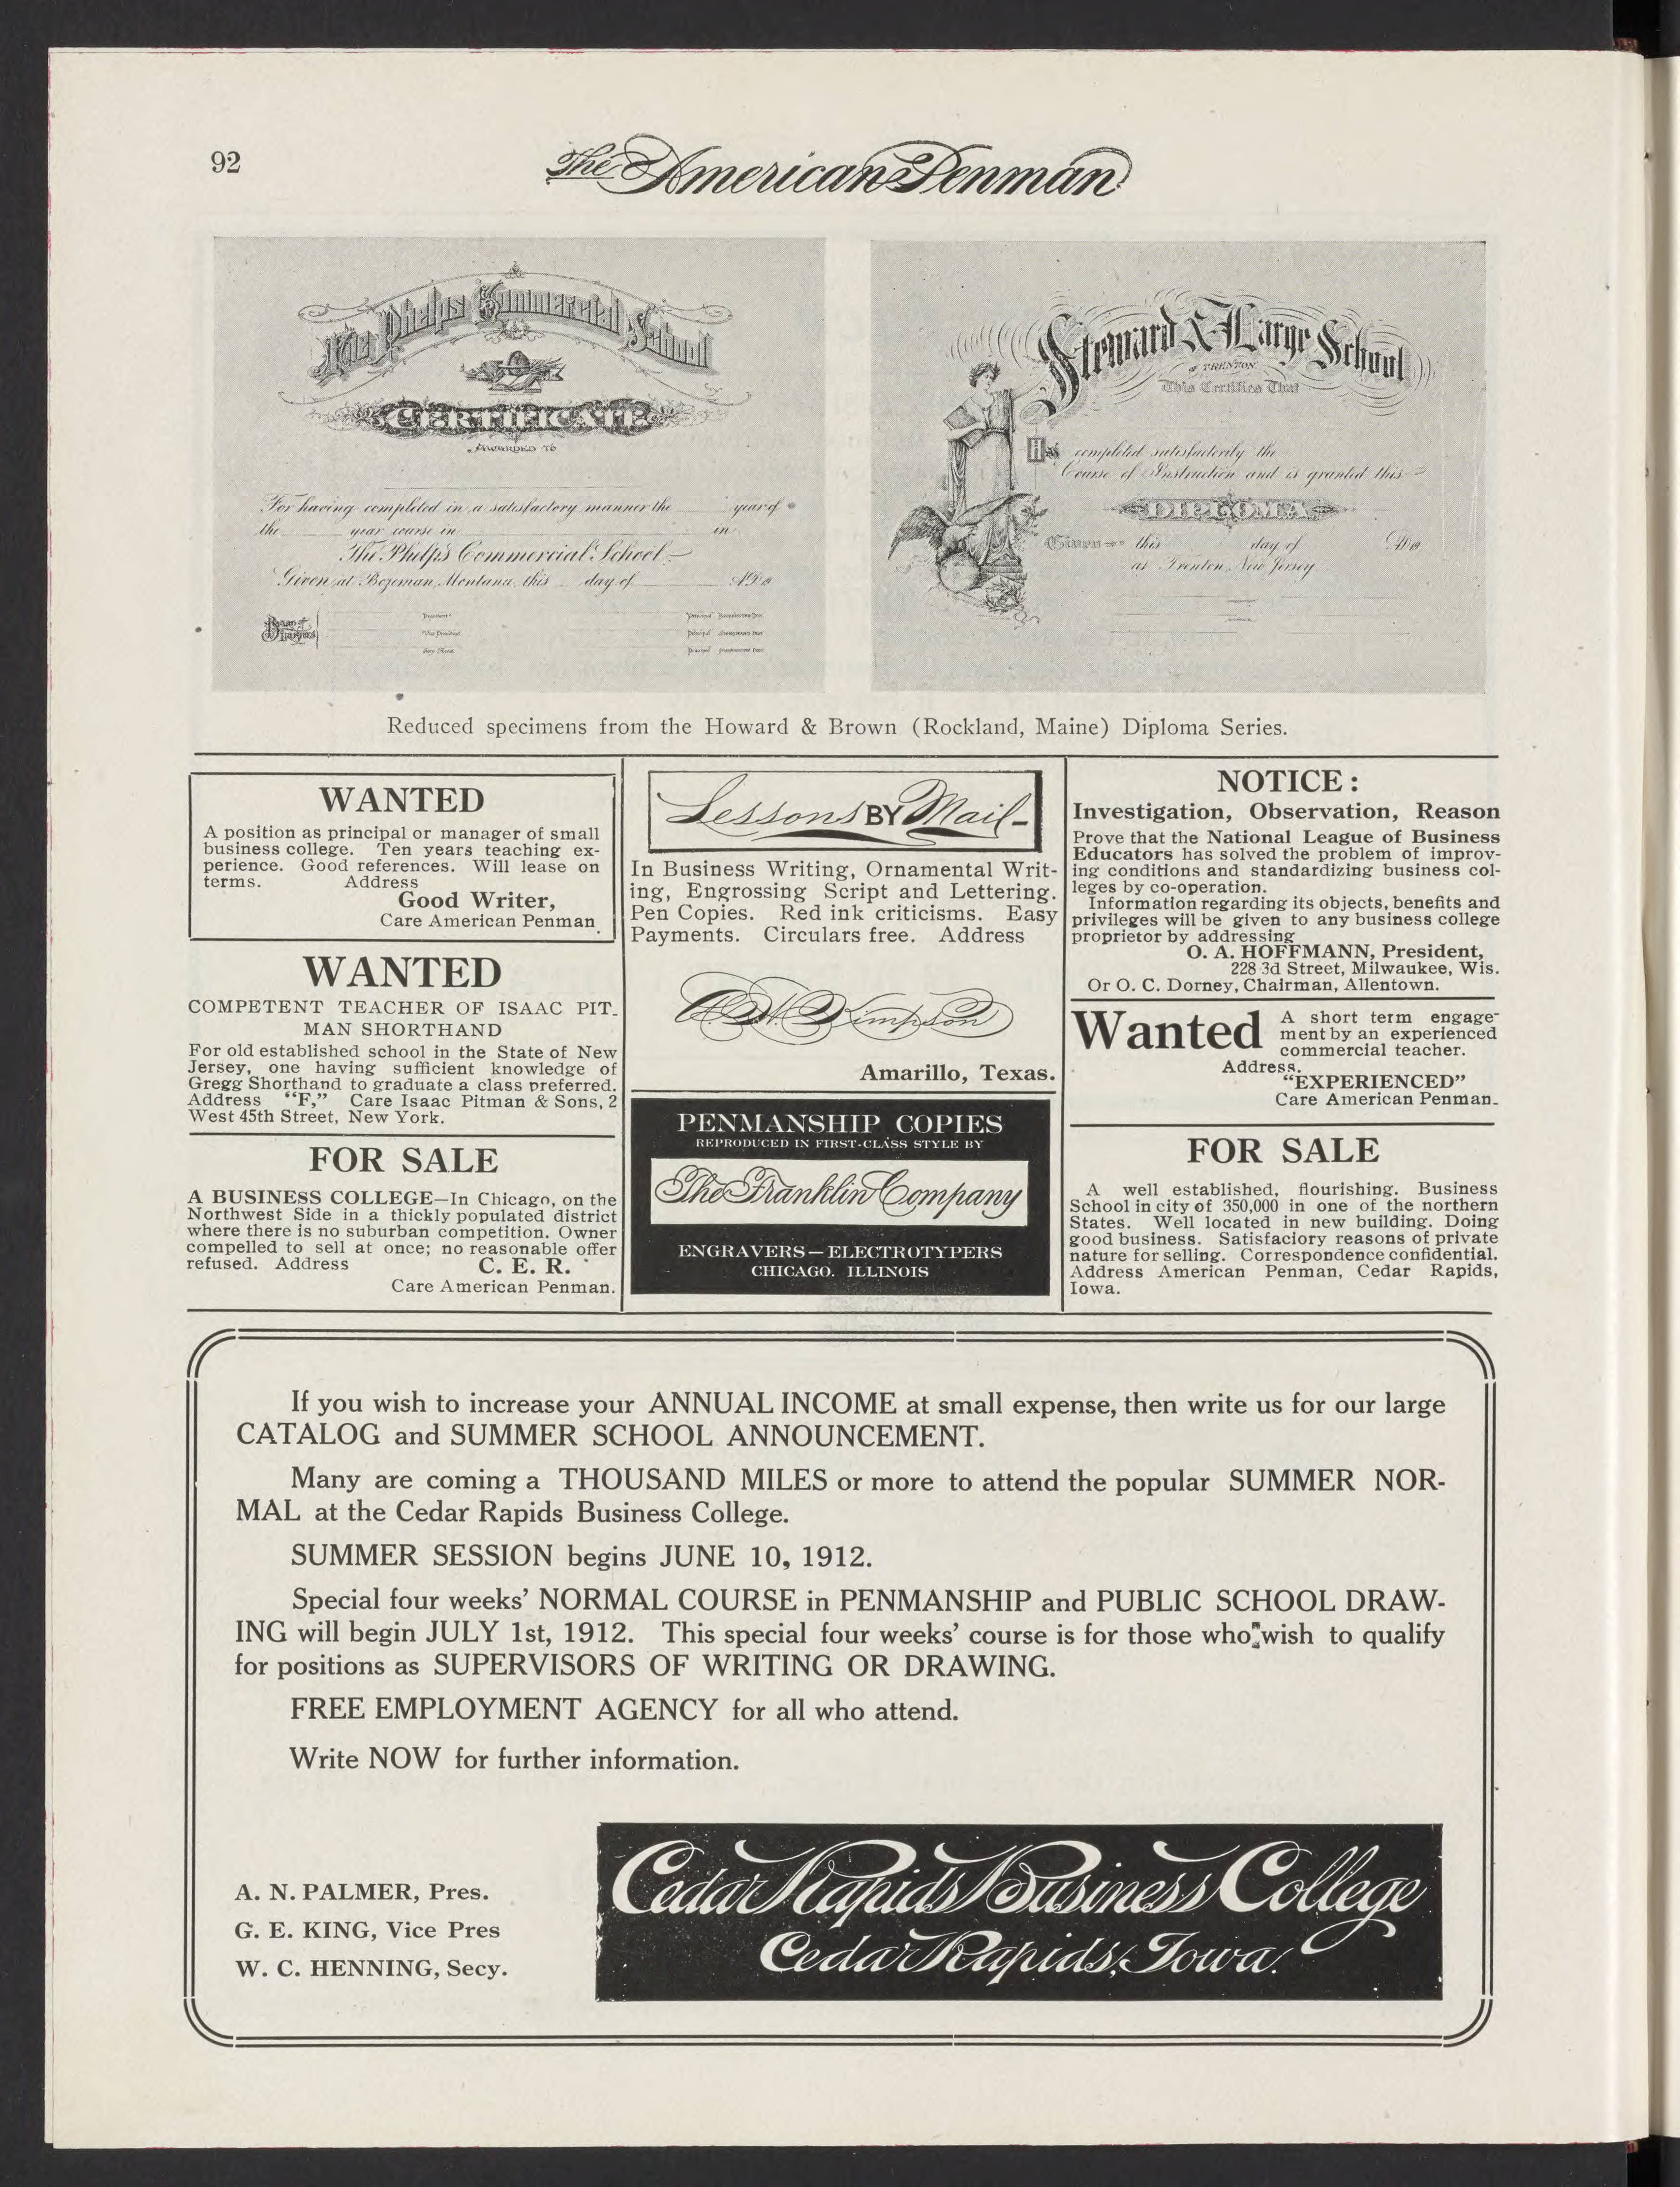 92
The American Penman
The Phelps Commercial School
CERTIFICATE
AWARDED TO
For having completed in a satisfactory manner the year of
the year course in in
The Phelps Commercial School
Given at Bozeman, Montana, this day of A.D. 19
Board of
Trustees
President
Vice President
Principal
Principal
Principal
Steward & Large School
of TRENTON
This Certifies That
Has completed satisfactorily the
Course of Instruction and is granted this
DIPLOMA
Given this day of A.D. 19
at Trenton, New Jersey
Reduced specimens from the Howard & Brown (Rockland, Maine) Diploma Series.
WANTED
A position as principal or manager of small
business college. Ten years teaching ex-
perience. Good references. Will lease on
terms. Address
Good Writer,
Care American Penman.
WANTED
COMPETENT TEACHER OF ISAAC PIT-
MAN SHORTHAND
For old established school in the State of New
Jersey, one having sufficient knowledge of
Gregg Shorthand to graduate a class preferred.
Address "F," Care Isaac Pitman & Sons, 2
West 45th Street, New York.
FOR SALE
A BUSINESS COLLEGE—In Chicago, on the
Northwest Side in a thickly populated district
where there is no suburban competition. Owner
compelled to sell at once; no reasonable offer
refused. Address C. E. R.
Care American Penman.
Lessons BY Mail-
In Business Writing, Ornamental Writ-
ing, Engrossing Script and Lettering.
Pen Copies. Red ink criticisms. Easy
Payments. Circulars free. Address
Simpson
Amarillo, Texas.
PENMANSHIP COPIES
REPRODUCED IN FIRST-CLASS STYLE BY
The Franklin Company
ENGRAVERS—ELECTROTYPERS
CHICAGO. ILLINOIS
NOTICE:
Investigation, Observation, Reason
Prove that the National League of Business
Educators has solved the problem of improv-
ing conditions and standardizing business col-
leges by co-operation.
Information regarding its objects, benefits and
privileges will be given to any business college
proprietor by addressing
O. A. HOFFMANN, President,
228 3d Street, Milwaukee, Wis.
Or O. C. Dorney, Chairman, Allentown.
Wanted A short term engage-
ment by an experienced
commercial teacher.
Address.
"EXPERIENCED"
Care American Penman.
FOR SALE
A well established, flourishing. Business
School in city of 350,000 in one of the northern
States. Well located in new building. Doing
good business. Satisfaciory reasons of private
nature for selling. Correspondence confidential.
Address American Penman, Cedar Rapids,
Iowa.
If you wish to increase your ANNUAL INCOME at small expense, then write us for our large
CATALOG and SUMMER SCHOOL ANNOUNCEMENT.
Many are coming a THOUSAND MILES or more to attend the popular SUMMER NOR-
MAL at the Cedar Rapids Business College.
SUMMER SESSION begins JUNE 10, 1912.
Special four weeks' NORMAL COURSE in PENMANSHIP and PUBLIC SCHOOL DRAW-
ING will begin JULY 1st, 1912. This special four weeks' course is for those who wish to qualify
for positions as SUPERVISORS OF WRITING OR DRAWING.
FREE EMPLOYMENT AGENCY for all who attend.
Write NOW for further information.
A. N. PALMER, Pres.
G. E. KING, Vice Pres
W. C. HENNING, Secy.
Cedar Rapids Business College
Cedar Rapids, Iowa.